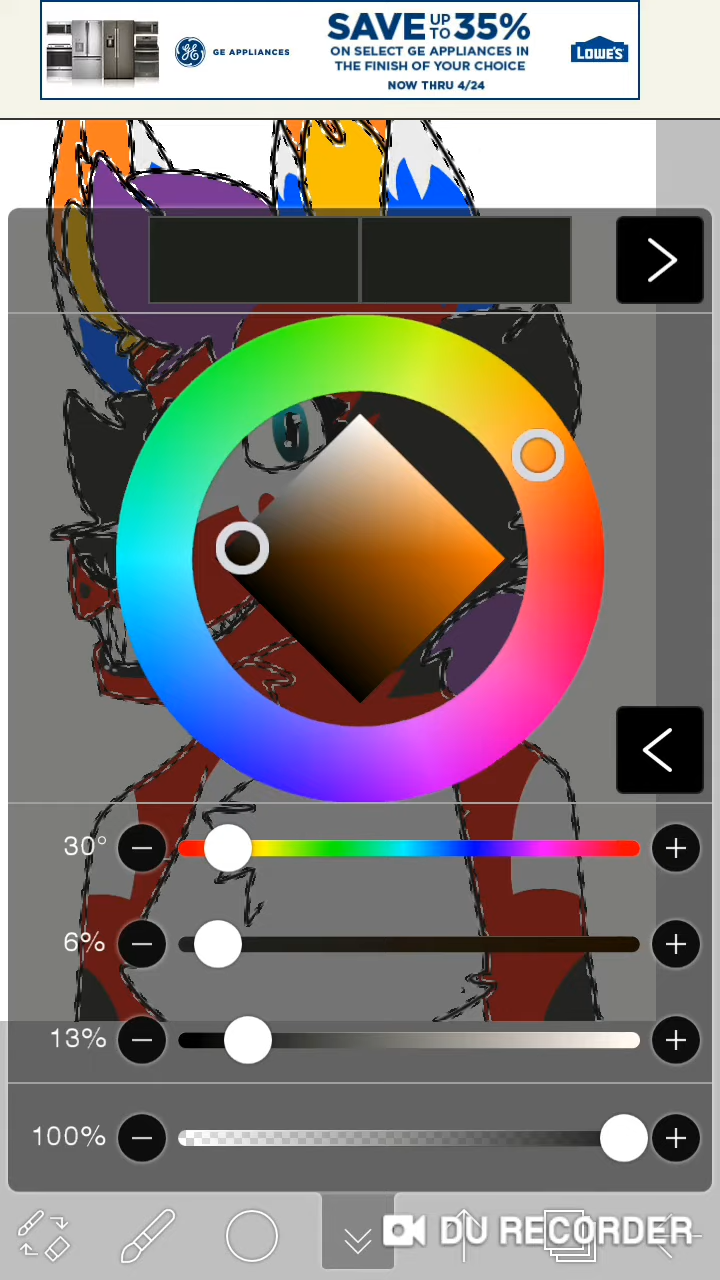 SAVE UP TO 35%
GE APPLIANCES
ON SELECT GE APPLIANCES IN
THE FINISH OF YOUR CHOICE
LOWE'S
NOW THRU 4/24
30°
6%
13%
100%
DU RECORDER